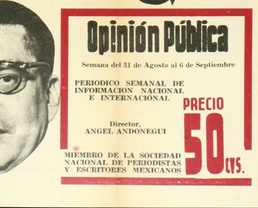 Opinión Pública
Semana del 31 de Agosto al 6 de Septiembre
PERIODICO SEMANAL DE
INFORMACION NACIONAL
E INTERNACIONAL
Director,
ANGEL ANDONEGUI
MIEMBRO DE LA SOCIEDAD
NACIONAL DE PERIODISTAS
Y ESCRITORES MEXICANOS
PRECIO
50 CVS.